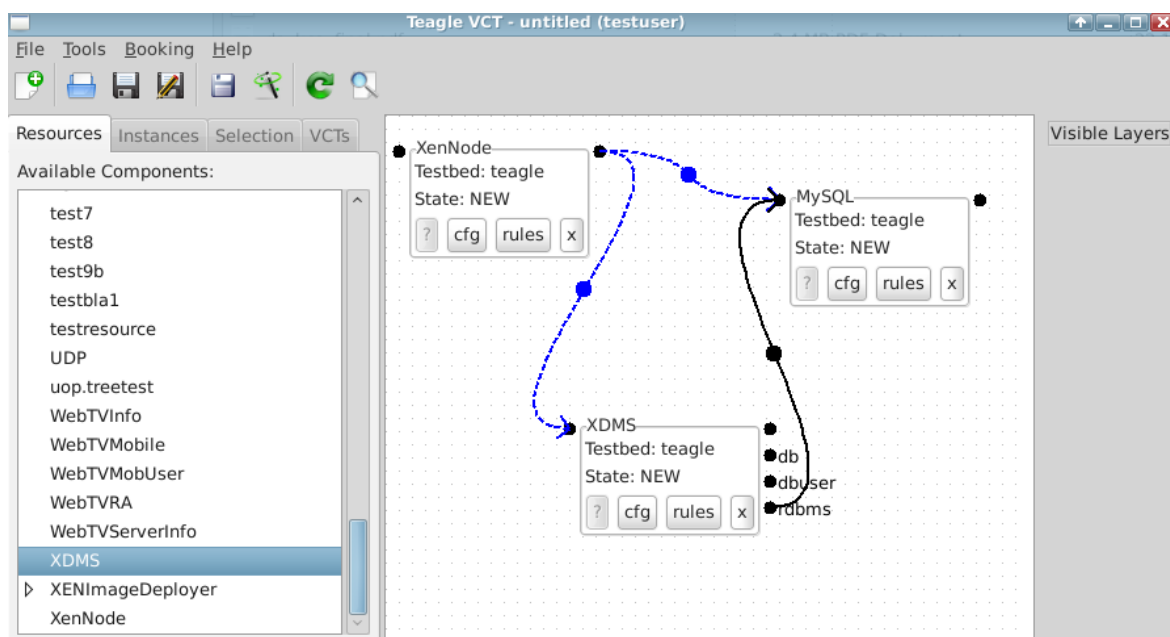 Teagle VCT - untitled (testuser)
File Tools Booking Help
Resources Instances Selection VCTs
Available Components:
test7
test8
test9b
testbla1
testresource
UDP
uop.treetest
WebTVInfo
WebTVMobile
WebTVMobUser
WebTVRA
WebTVServerInfo
XDMS
XENImageDeployer
XenNode
XenNode
Testbed: teagle
State: NEW
? cfg rules x
MySQL
Testbed: teagle
State: NEW
? cfg rules x
XDMS
Testbed: teagle
State: NEW
? cfg rules x
db
dbuser
rdbms
Visible Layers